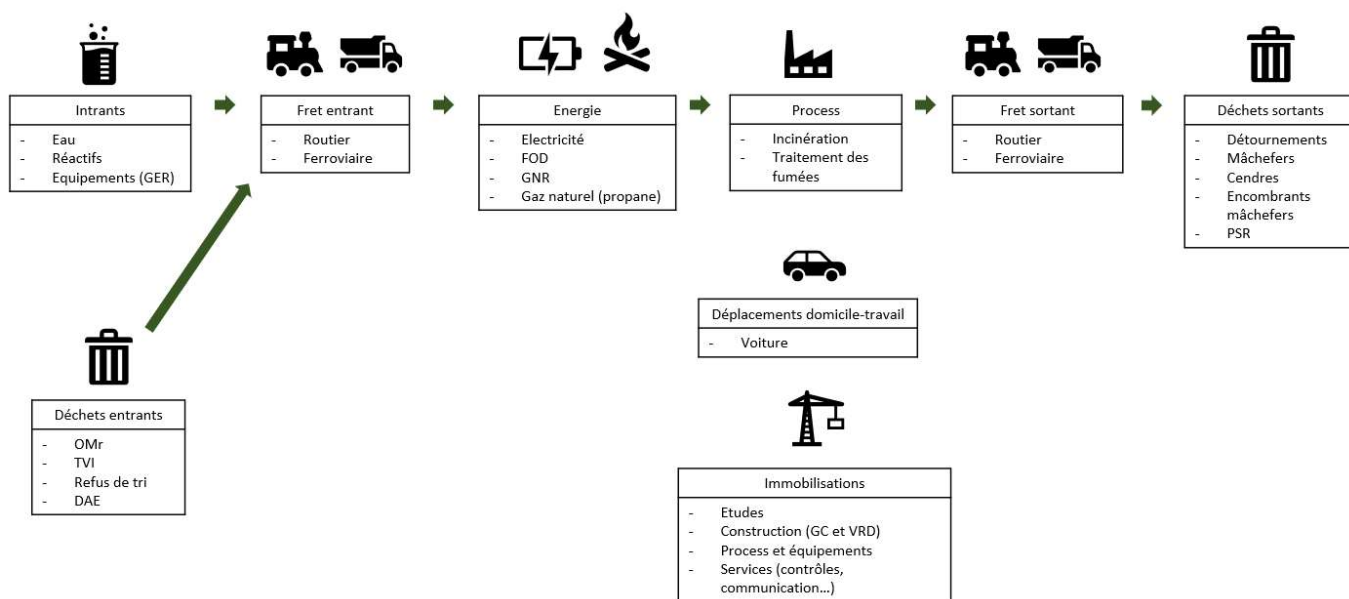 Intrants
- Eau
- Réactifs
- Equipements (GER)
Fret entrant
- Routier
- Ferroviaire
Energie
- Electricité
- FOD
- GNR
- Gaz naturel (propane)
Process
- Incinération
- Traitement des
fumées
Fret sortant
- Routier
- Ferroviaire
Déchets sortants
- Détournements
- Mâchefers
- Cendres
- Encombrants
mâchefers
- PSR
Déplacements domicile-travail
- Voiture
Déchets entrants
- OMr
- TVI
- Refus de tri
- DAE
Immobilisations
- Etudes
- Construction (GC et VRD)
- Process et équipements
- Services (contrôles,
communication...)